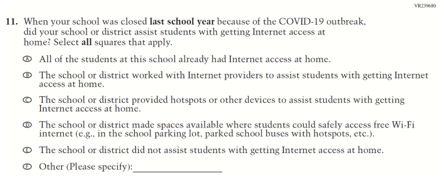 VB239680
11. When your school was closed last school year because of the COVID-19 outbreak,
did your school or district assist students with getting Internet access at
home? Select all squares that apply.
A All of the students at this school already had Internet access at home.
B The school or district worked with Internet providers to assist students with getting Internet
access at home.
C The school or district provided hotspots or other devices to assist students with getting
Internet access at home.
D The school or district made spaces available where students could safely access free Wi-Fi
internet (e.g., in the school parking lot, parked school buses with hotspots, etc.).
E The school or district did not assist students with getting Internet access at home.
F Other (Please specify):